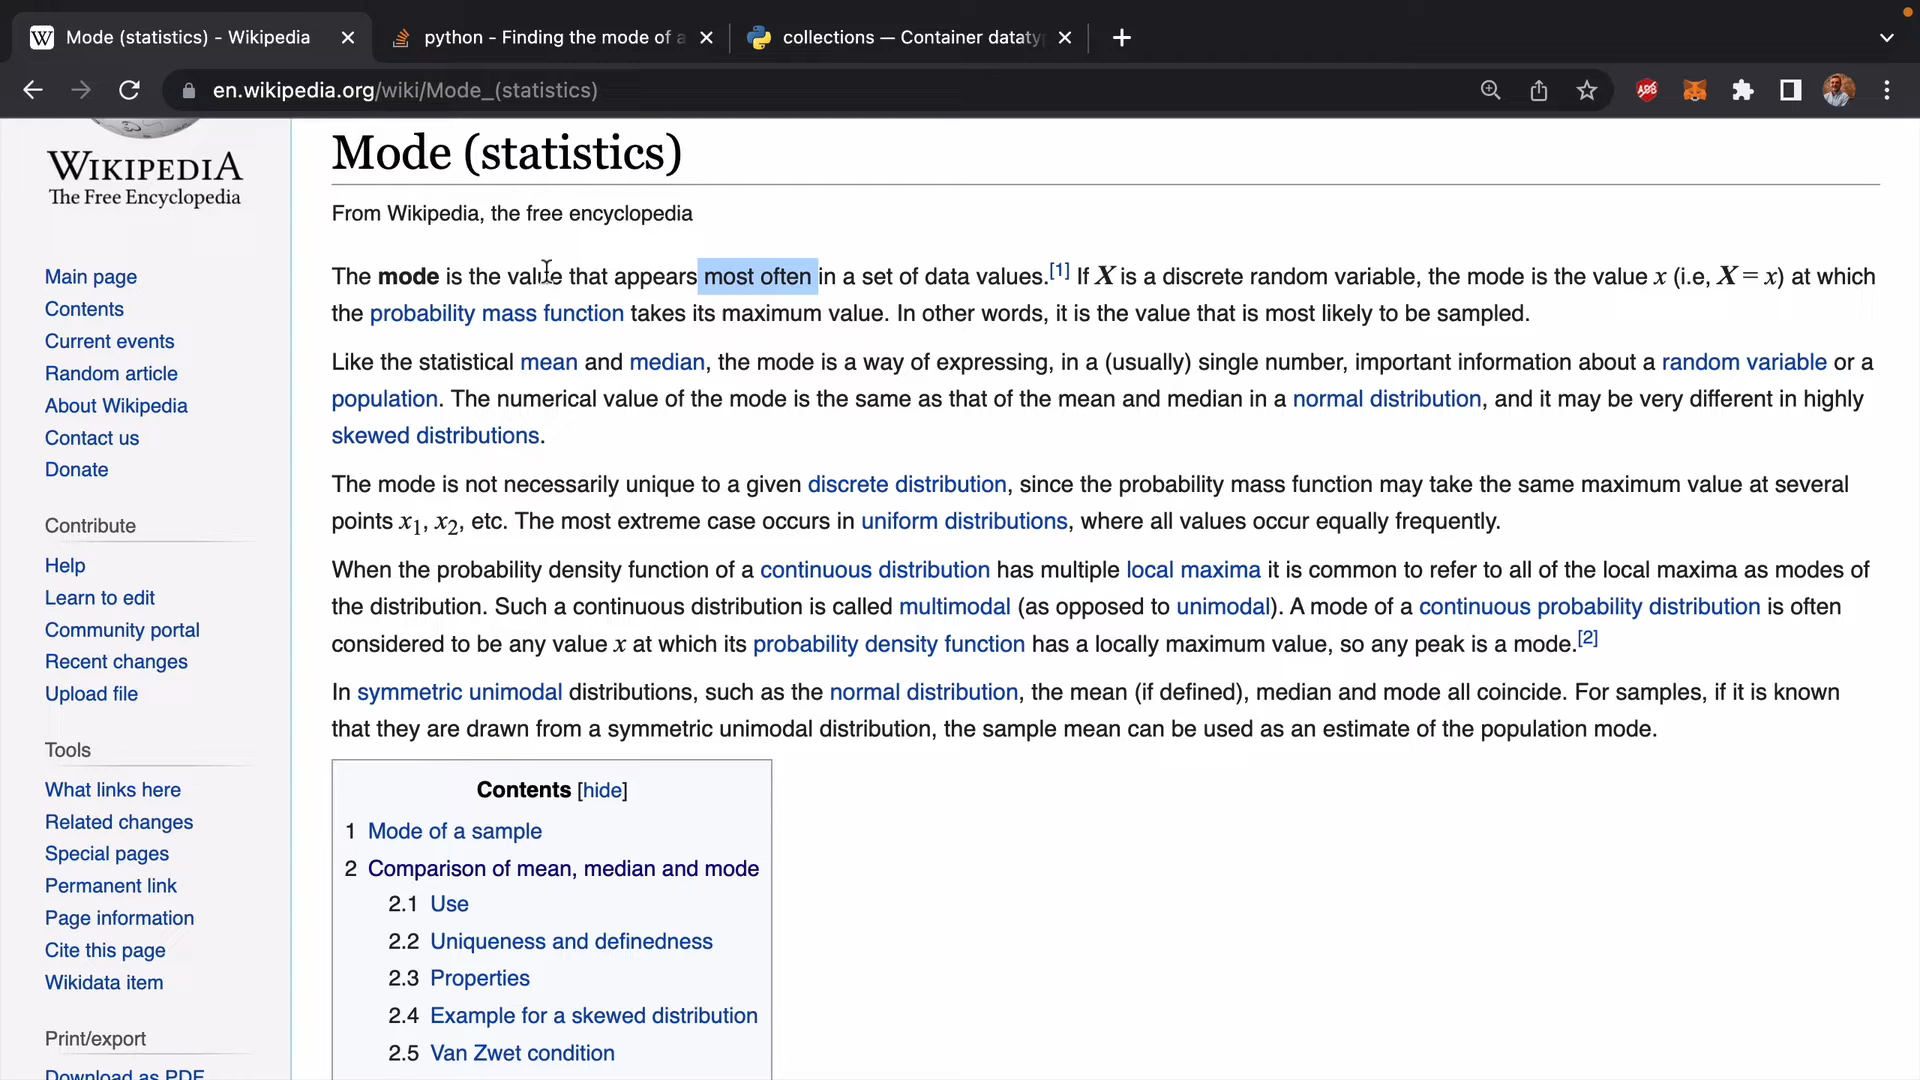 Mode (statistics) - Wikipedia
python - Finding the mode of a
collections — Container dataty
en.wikipedia.org/wiki/Mode_(statistics)
WIKIPEDIA
The Free Encyclopedia
Main page
Contents
Current events
Random article
About Wikipedia
Contact us
Donate
Contribute
Help
Learn to edit
Community portal
Recent changes
Upload file
Tools
What links here
Related changes
Special pages
Permanent link
Page information
Cite this page
Wikidata item
Print/export
Download as PDF
Mode (statistics)
From Wikipedia, the free encyclopedia
The mode is the value that appears most often in a set of data values.[1] If X is a discrete random variable, the mode is the value x (i.e, X = x) at which
the probability mass function takes its maximum value. In other words, it is the value that is most likely to be sampled.
Like the statistical mean and median, the mode is a way of expressing, in a (usually) single number, important information about a random variable or a
population. The numerical value of the mode is the same as that of the mean and median in a normal distribution, and it may be very different in highly
skewed distributions.
The mode is not necessarily unique to a given discrete distribution, since the probability mass function may take the same maximum value at several
points x1, x2, etc. The most extreme case occurs in uniform distributions, where all values occur equally frequently.
When the probability density function of a continuous distribution has multiple local maxima it is common to refer to all of the local maxima as modes of
the distribution. Such a continuous distribution is called multimodal (as opposed to unimodal). A mode of a continuous probability distribution is often
considered to be any value x at which its probability density function has a locally maximum value, so any peak is a mode.[2]
In symmetric unimodal distributions, such as the normal distribution, the mean (if defined), median and mode all coincide. For samples, if it is known
that they are drawn from a symmetric unimodal distribution, the sample mean can be used as an estimate of the population mode.
Contents [hide]
1 Mode of a sample
2 Comparison of mean, median and mode
2.1 Use
2.2 Uniqueness and definedness
2.3 Properties
2.4 Example for a skewed distribution
2.5 Van Zwet condition